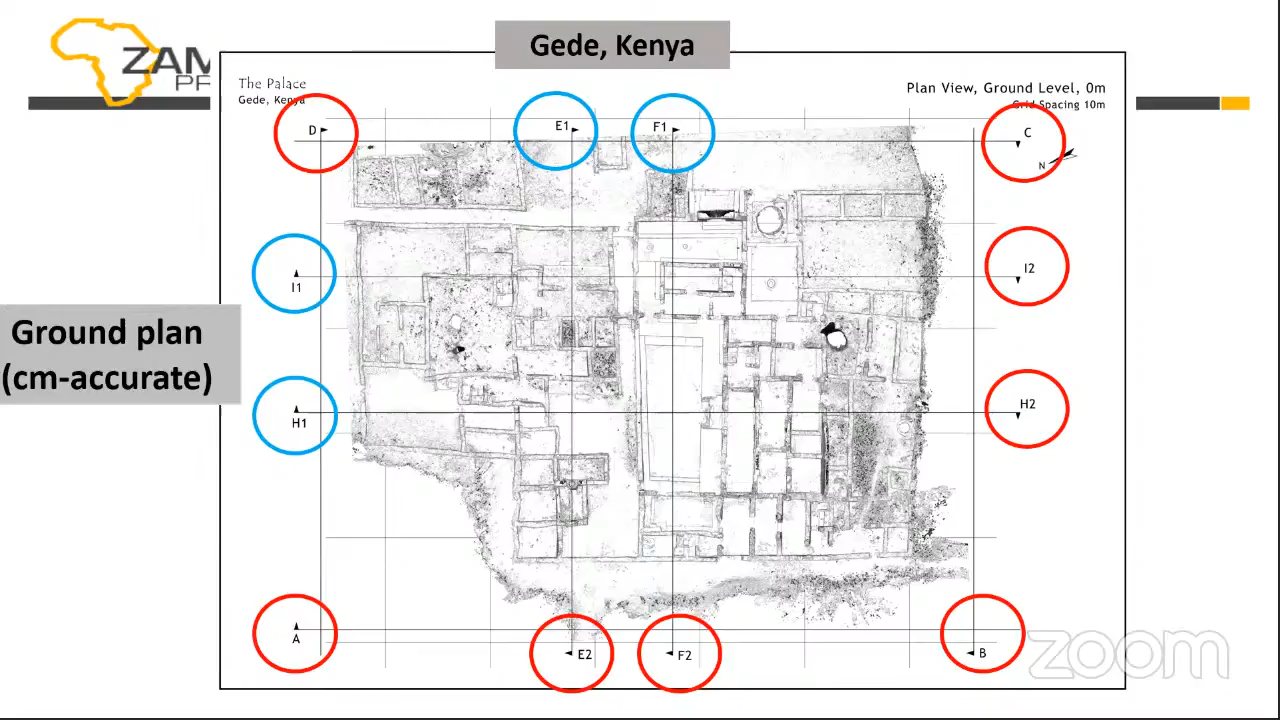 Gede, Kenya
ZAM
The Palace
Gede, Kenya
Plan View, Ground Level, 0m
Grid Spacing 10m
D
E1
F1
C
N
I1
I2
Ground plan
(cm-accurate)
H1
H2
A
E2
F2
B
zoom